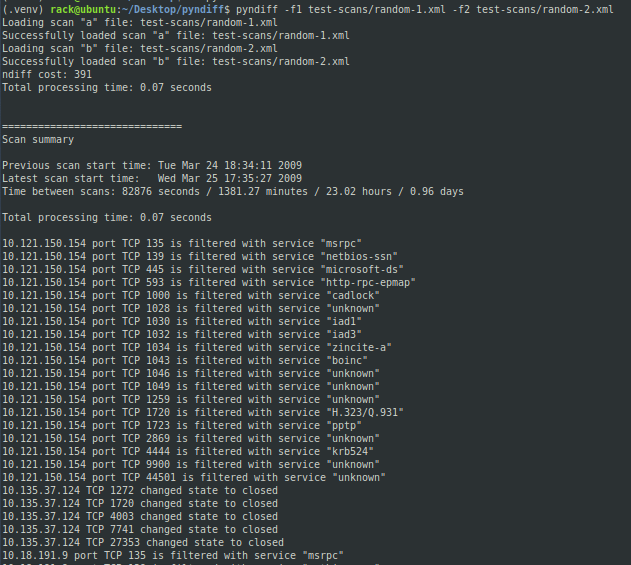 (.venv) rack@ubuntu:~/Desktop/pyndiff$ pyndiff -f1 test-scans/random-1.xml -f2 test-scans/random-2.xml
Loading scan "a" file: test-scans/random-1.xml
Successfully loaded scan "a" file: test-scans/random-1.xml
Loading scan "b" file: test-scans/random-2.xml
Successfully loaded scan "b" file: test-scans/random-2.xml
ndiff cost: 391
Total processing time: 0.07 seconds
==============================
Scan summary
Previous scan start time: Tue Mar 24 18:34:11 2009
Latest scan start time:   Wed Mar 25 17:35:27 2009
Time between scans: 82876 seconds / 1381.27 minutes / 23.02 hours / 0.96 days
Total processing time: 0.07 seconds
10.121.150.154 port TCP 135 is filtered with service "msrpc"
10.121.150.154 port TCP 139 is filtered with service "netbios-ssn"
10.121.150.154 port TCP 445 is filtered with service "microsoft-ds"
10.121.150.154 port TCP 593 is filtered with service "http-rpc-epmap"
10.121.150.154 port TCP 1000 is filtered with service "cadlock"
10.121.150.154 port TCP 1028 is filtered with service "unknown"
10.121.150.154 port TCP 1030 is filtered with service "iad1"
10.121.150.154 port TCP 1032 is filtered with service "iad3"
10.121.150.154 port TCP 1034 is filtered with service "zincite-a"
10.121.150.154 port TCP 1043 is filtered with service "boinc"
10.121.150.154 port TCP 1046 is filtered with service "unknown"
10.121.150.154 port TCP 1049 is filtered with service "unknown"
10.121.150.154 port TCP 1259 is filtered with service "unknown"
10.121.150.154 port TCP 1720 is filtered with service "H.323/Q.931"
10.121.150.154 port TCP 1723 is filtered with service "pptp"
10.121.150.154 port TCP 2869 is filtered with service "unknown"
10.121.150.154 port TCP 4444 is filtered with service "krb524"
10.121.150.154 port TCP 9900 is filtered with service "unknown"
10.121.150.154 port TCP 44501 is filtered with service "unknown"
10.135.37.124 TCP 1272 changed state to closed
10.135.37.124 TCP 1720 changed state to closed
10.135.37.124 TCP 4003 changed state to closed
10.135.37.124 TCP 7741 changed state to closed
10.135.37.124 TCP 27353 changed state to closed
10.18.191.9 port TCP 135 is filtered with service "msrpc"